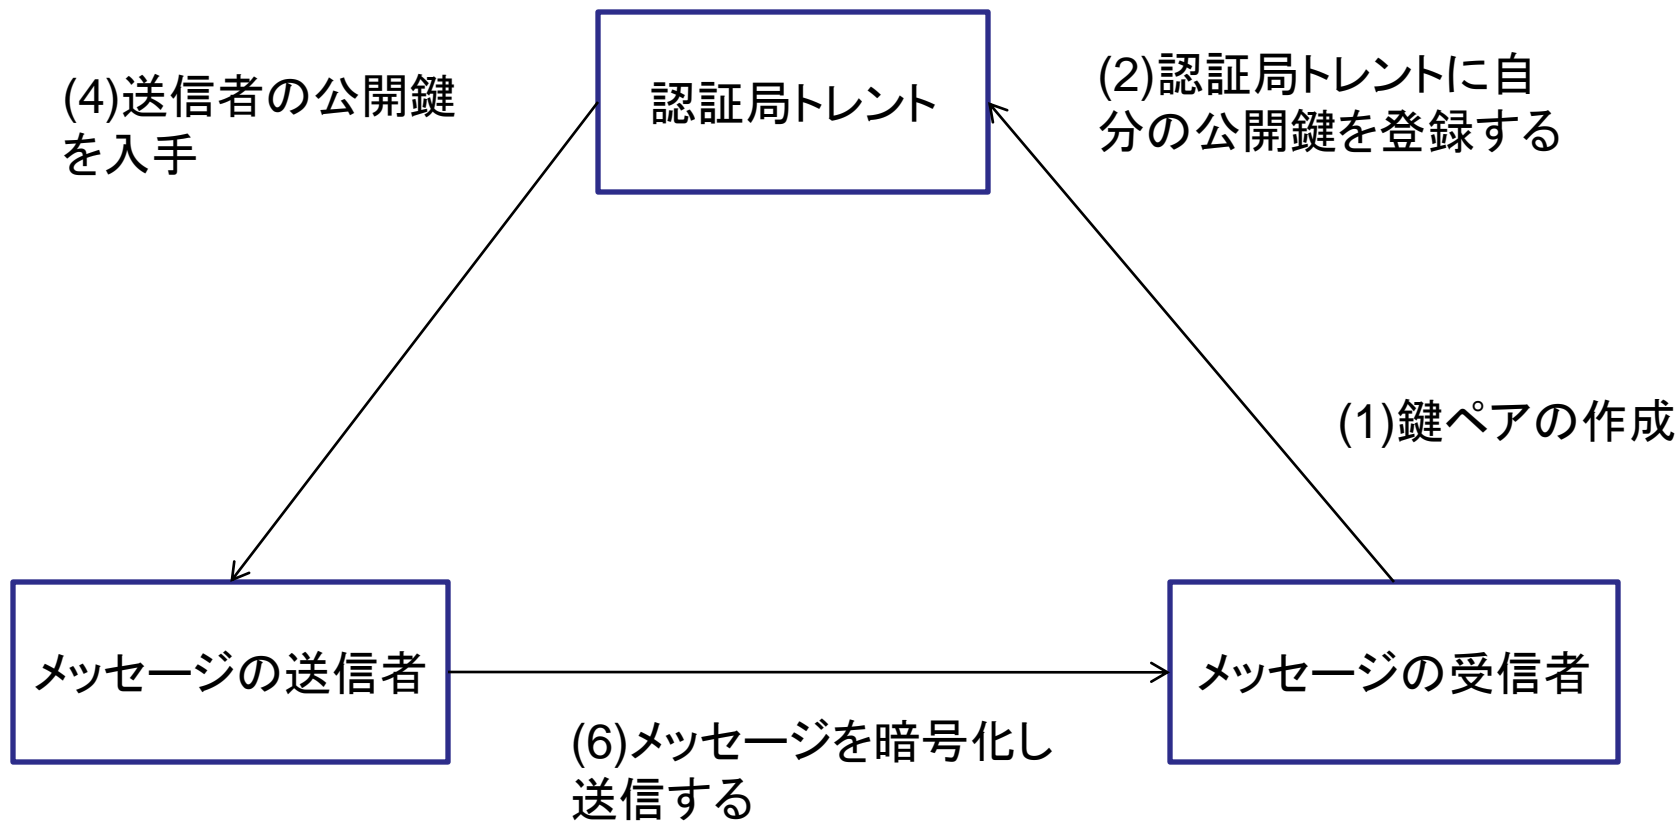 認証局トレント
(2)認証局トレントに自
分の公開鍵を登録する
(4)送信者の公開鍵
を入手
(1)鍵ペアの作成
メッセージの送信者
メッセージの受信者
(6)メッセージを暗号化し
送信する